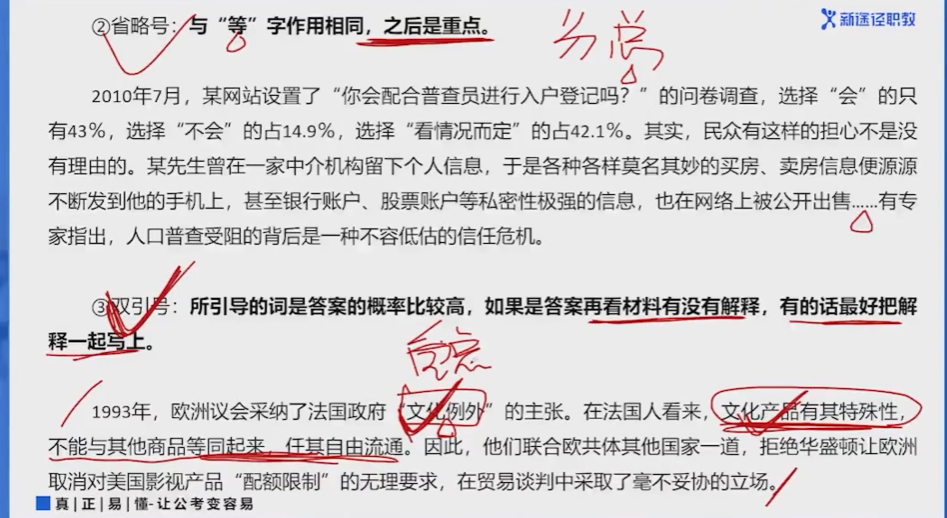 ②省略号：与“等”字作用相同，之后是重点。
分总
新途径职教
2010年7月，某网站设置了“你会配合普查员进行入户登记吗？”的问卷调查，选择“会”的只
有43%，选择“不会”的占14.9%，选择“看情况而定”的占42.1%。其实，民众有这样的担心不是没
有理由的。某先生曾在一家中介机构留下个人信息，于是各种各样莫名其妙的买房、卖房信息便源源
不断发到他的手机上，甚至银行账户、股票账户等私密性极强的信息，也在网络上被公开出售……有专
家指出，人口普查受阻的背后是一种不容低估的信任危机。
③双引号：所引导的词是答案的概率比较高，如果是答案再看材料有没有解释，有的话最好把解
释一起写上。
1993年，欧洲议会采纳了法国政府“文化例外”的主张。在法国人看来，文化产品有其特殊性，
不能与其他商品等同起来，任其自由流通。因此，他们联合欧共体其他国家一道，拒绝华盛顿让欧洲
取消对美国影视产品“配额限制”的无理要求，在贸易谈判中采取了毫不妥协的立场。
真|正|易|懂-让公考变容易